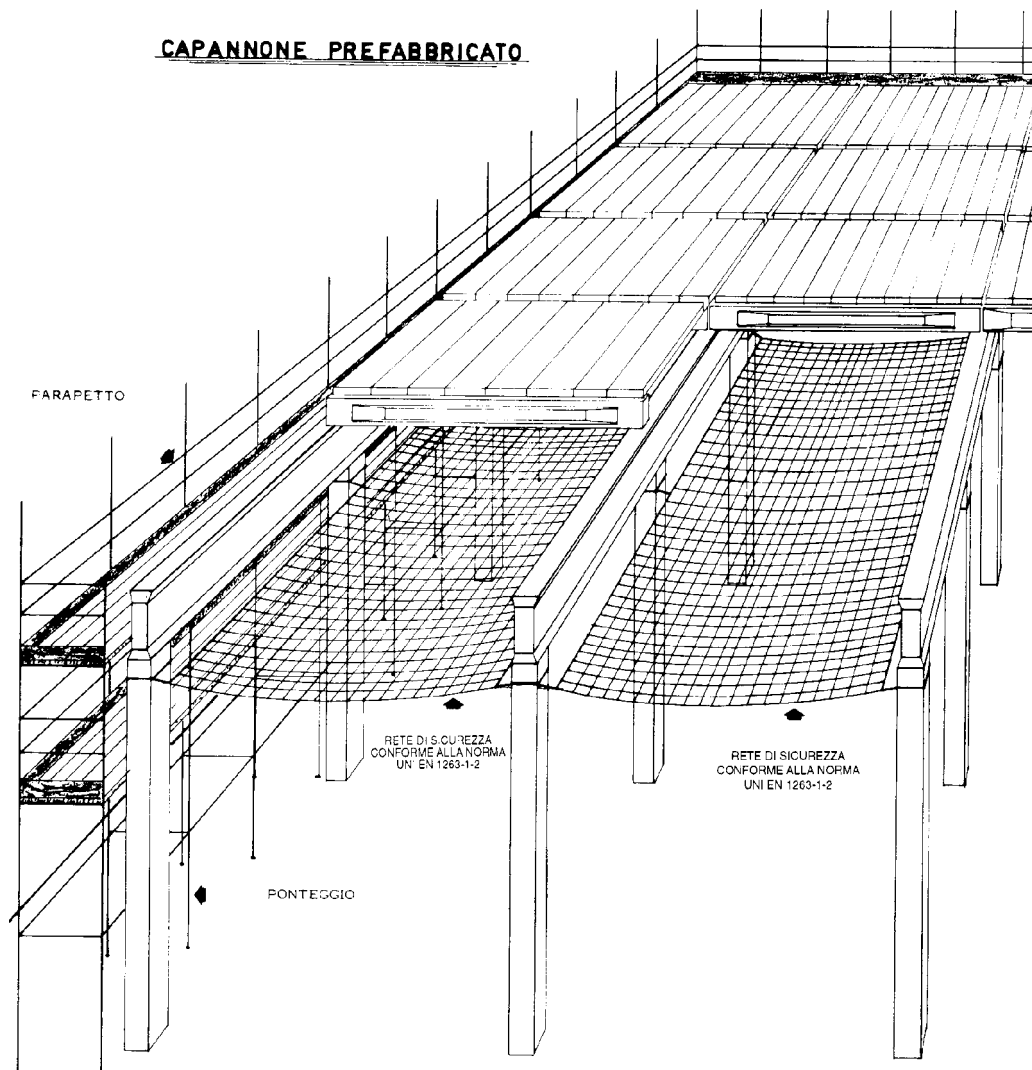 CAPANNONE PREFABBRICATO
PARAPETTO
RETE DI SICUREZZA
CONFORME ALLA NORMA
UNI EN 1263-1-2
RETE DI SICUREZZA
CONFORME ALLA NORMA
UNI EN 1263-1-2
PONTEGGIO